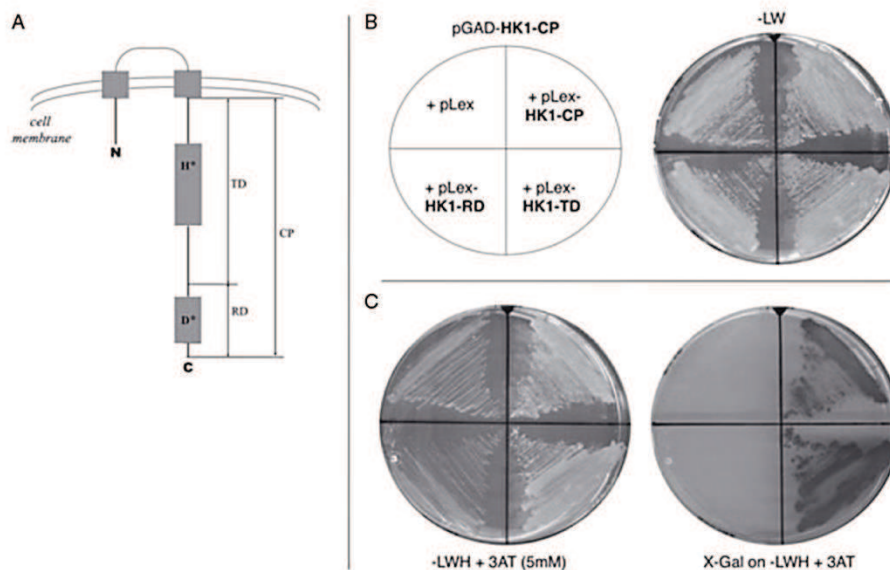 A
cell
membrane
N
H*
TD
CP
D*
RD
C
B
pGAD-HK1-CP
+ pLex
+ pLex-
HK1-CP
+ pLex-
HK1-RD
+ pLex-
HK1-TD
-LW
C
-LWH + 3AT (5mM)
X-Gal on -LWH + 3AT